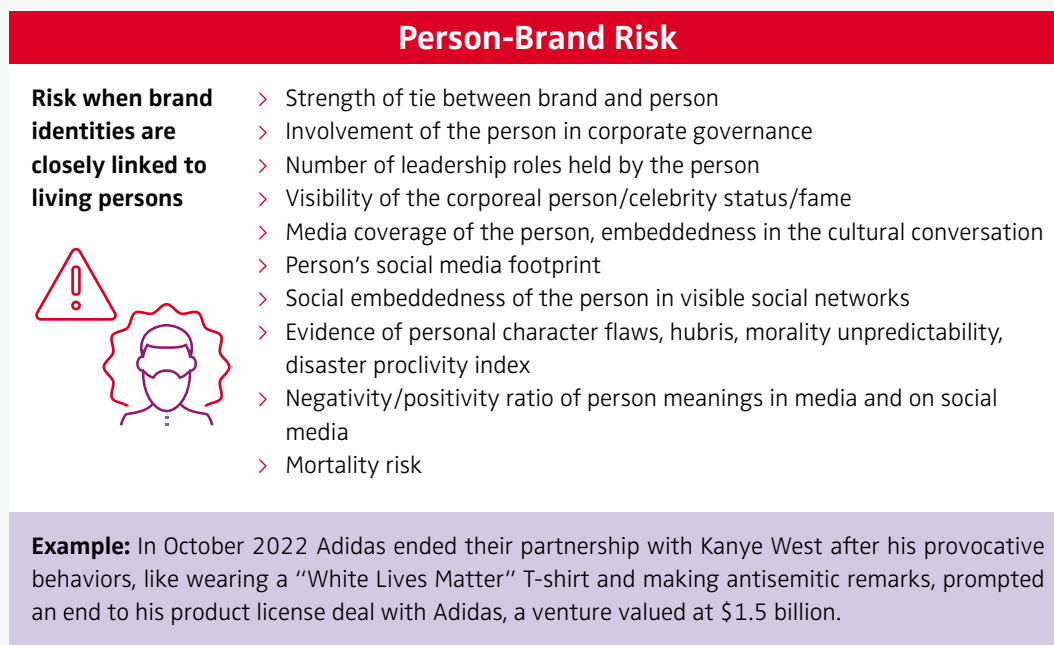 Person-Brand Risk
Risk when brand
identities are
closely linked to
living persons
> Strength of tie between brand and person
> Involvement of the person in corporate governance
> Number of leadership roles held by the person
> Visibility of the corporeal person/celebrity status/fame
> Media coverage of the person, embeddedness in the cultural conversation
> Person's social media footprint
> Social embeddedness of the person in visible social networks
> Evidence of personal character flaws, hubris, morality unpredictability,
disaster proclivity index
> Negativity/positivity ratio of person meanings in media and on social
media
> Mortality risk
Example: In October 2022 Adidas ended their partnership with Kanye West after his provocative
behaviors, like wearing a “White Lives Matter” T-shirt and making antisemitic remarks, prompted
an end to his product license deal with Adidas, a venture valued at $1.5 billion.